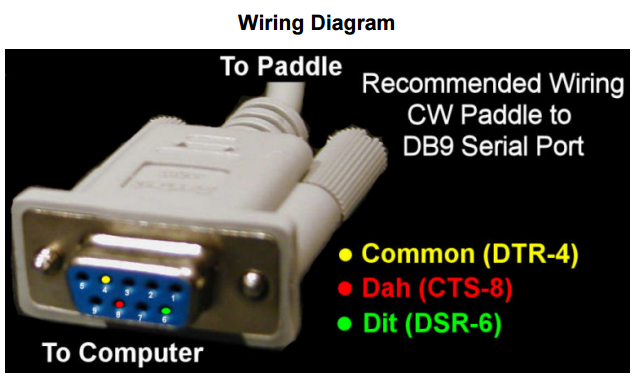 Wiring Diagram
To Paddle
Recommended Wiring
CW Paddle to
DB9 Serial Port
Common (DTR-4)
Dah (CTS-8)
Dit (DSR-6)
5 4 3 2 1
9 8 7 6
To Computer